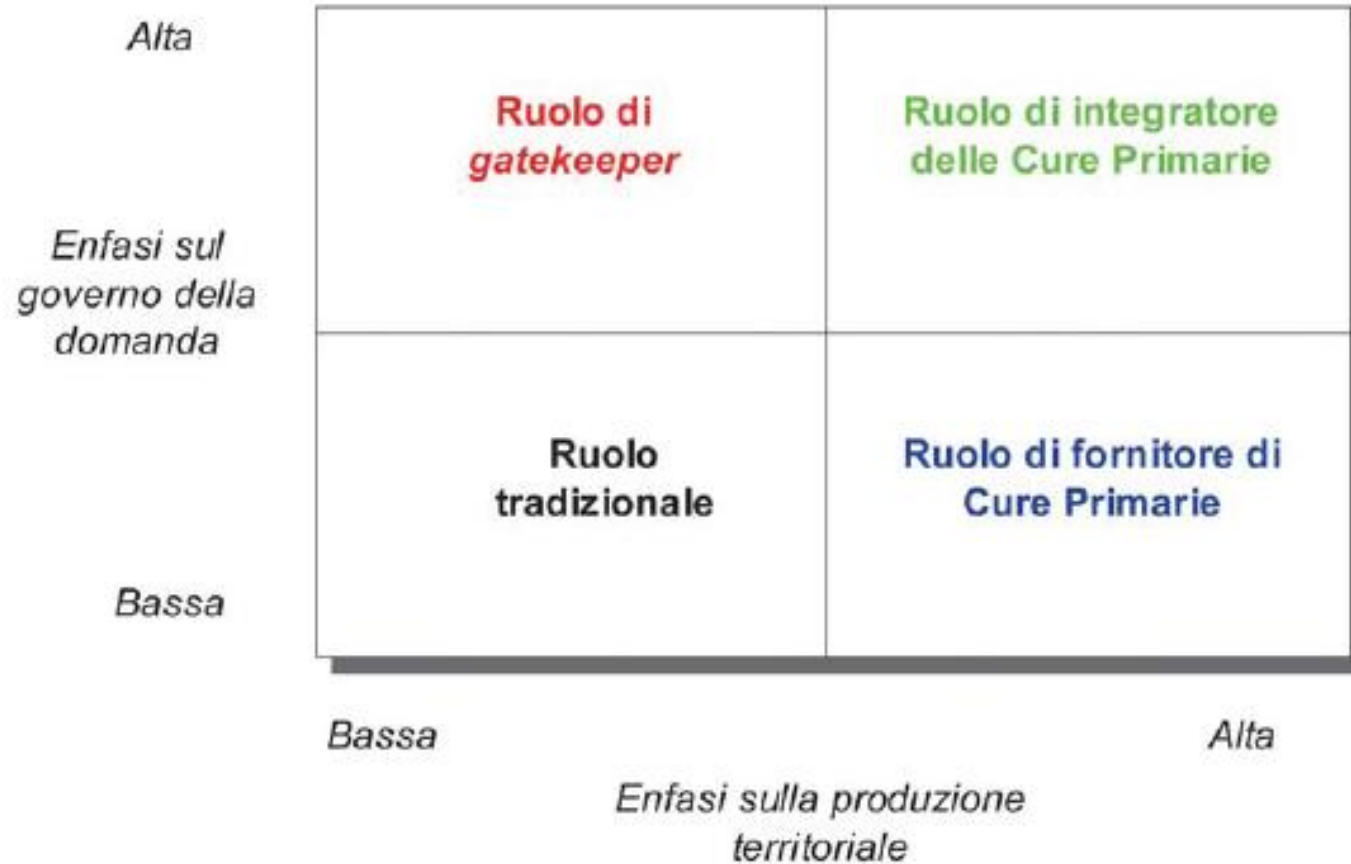 Alta
Ruolo di
gatekeeper
Ruolo di integratore
delle Cure Primarie
Enfasi sul
governo della
domanda
Ruolo
tradizionale
Ruolo di fornitore di
Cure Primarie
Bassa
Bassa
Alta
Enfasi sulla produzione
territoriale